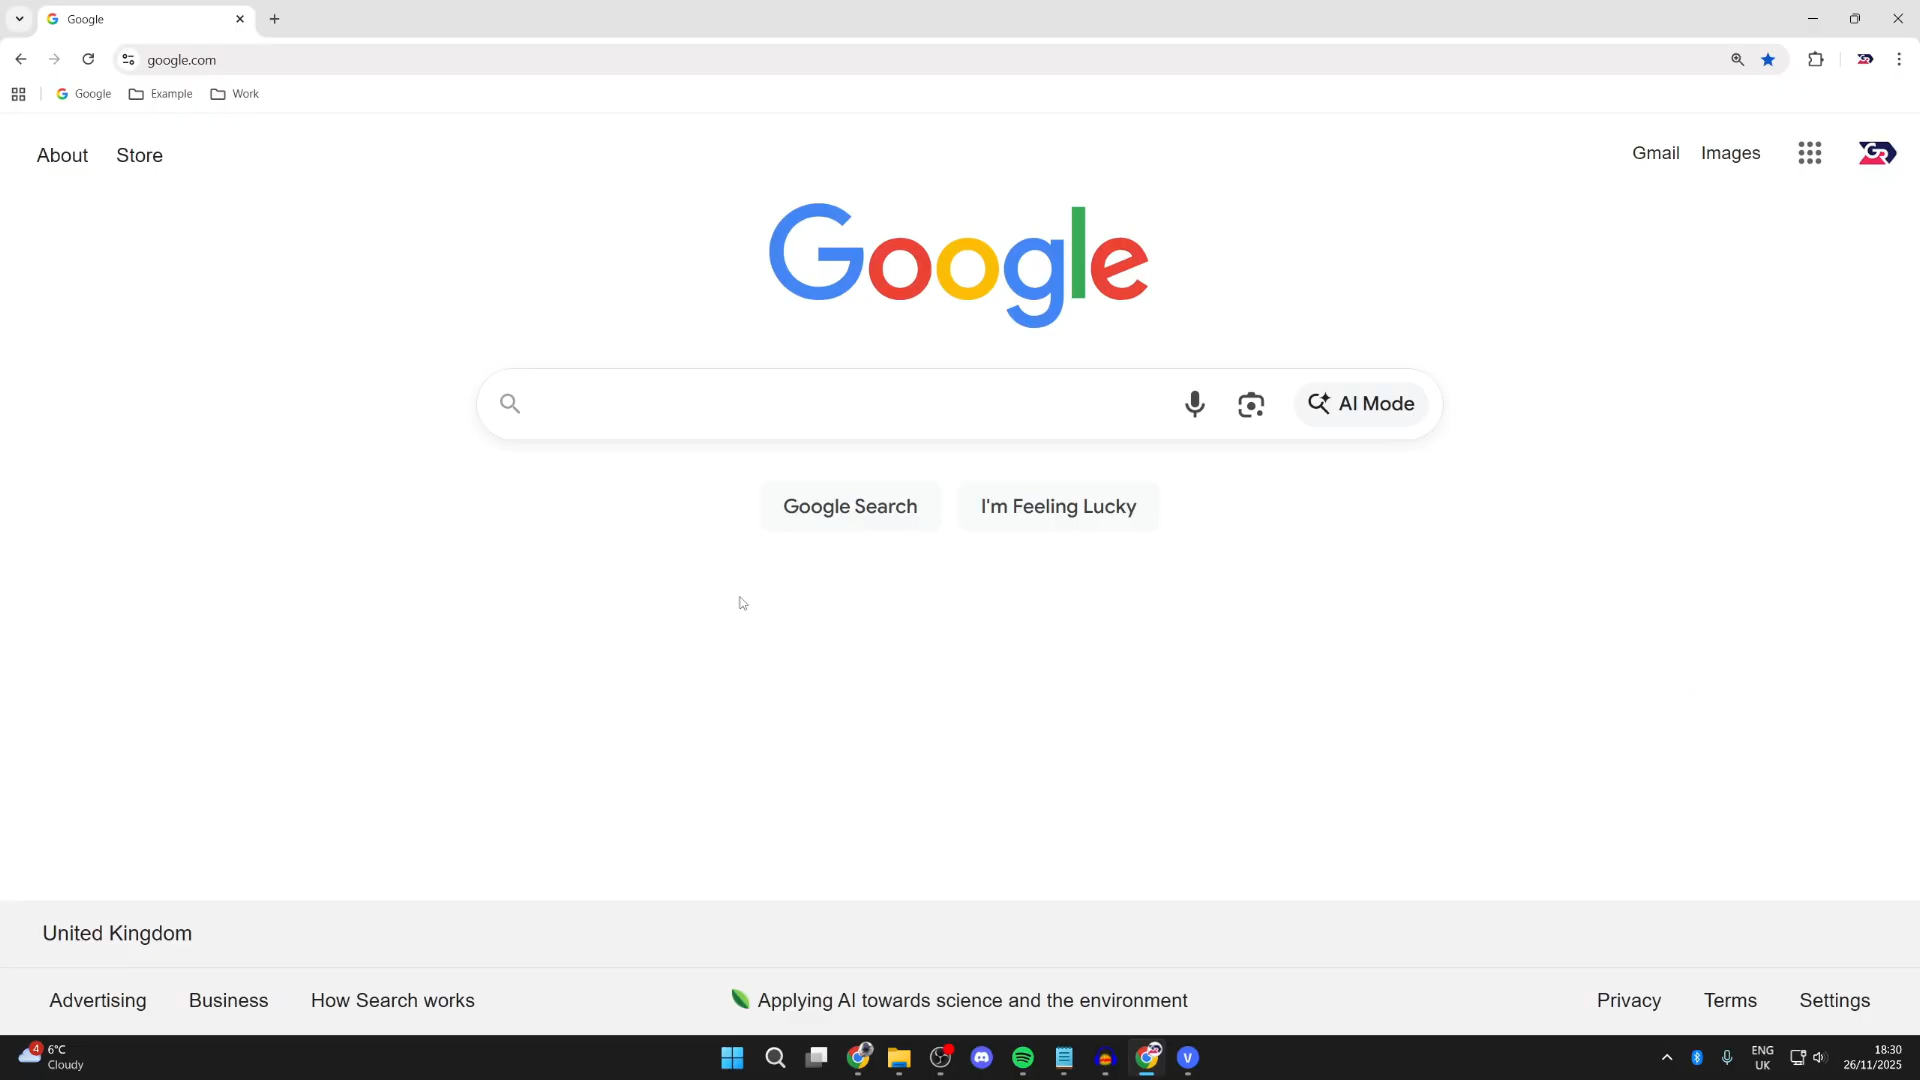 Google
google.com
Google Example Work
About Store
Gmail Images
GR
Google
AI Mode
Google Search I'm Feeling Lucky
United Kingdom
Advertising Business How Search works
Applying AI towards science and the environment
Privacy Terms Settings
4
6°C
Cloudy
V
ENG
UK
18:30
26/11/2025